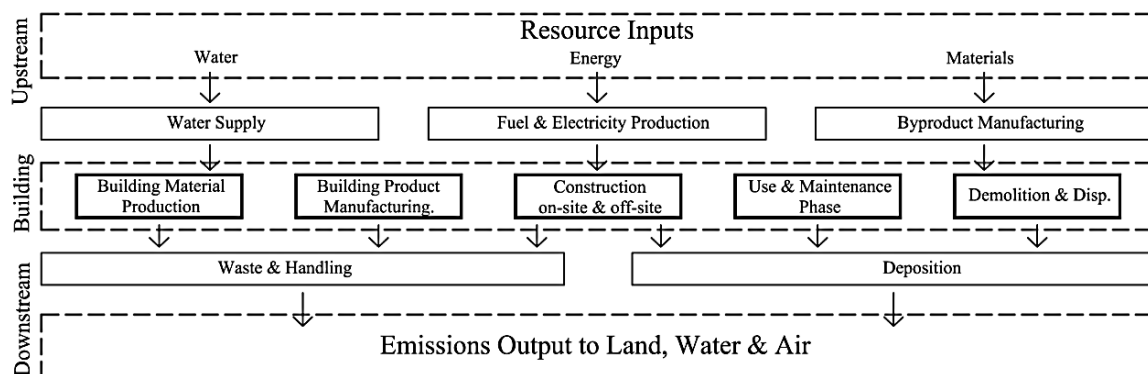 Upstream
Resource Inputs
Water
Energy
Materials
Water Supply
Fuel & Electricity Production
Byproduct Manufacturing
Building
Building Material
Production
Building Product
Manufacturing.
Construction
on-site & off-site
Use & Maintenance
Phase
Demolition & Disp.
Downstream
Waste & Handling
Deposition
Emissions Output to Land, Water & Air